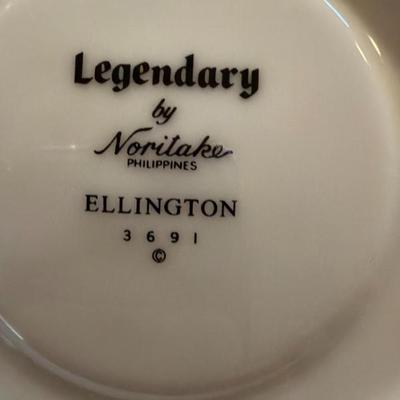 Legendary
by
Noritake
PHILIPPINES
ELLINGTON
3691
©